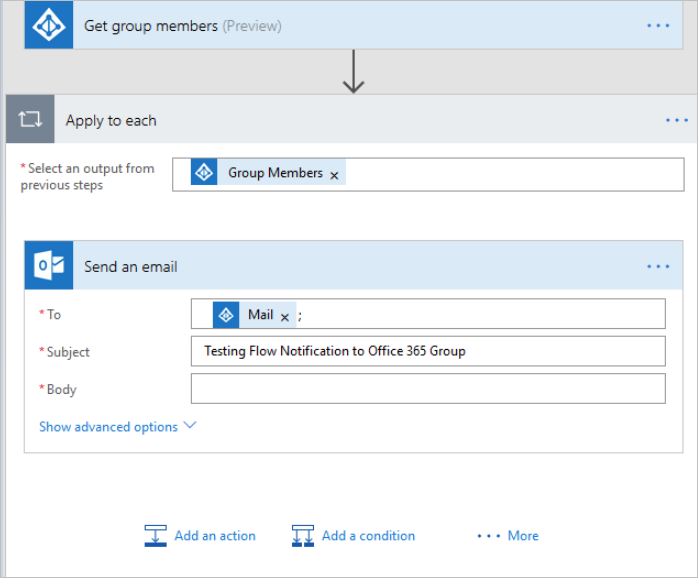 Get group members (Preview)
Apply to each
*Select an output from
previous steps
Group Members x
Send an email
*To
Mail x ;
*Subject
Testing Flow Notification to Office 365 Group
*Body
Show advanced options
Add an action
Add a condition
More